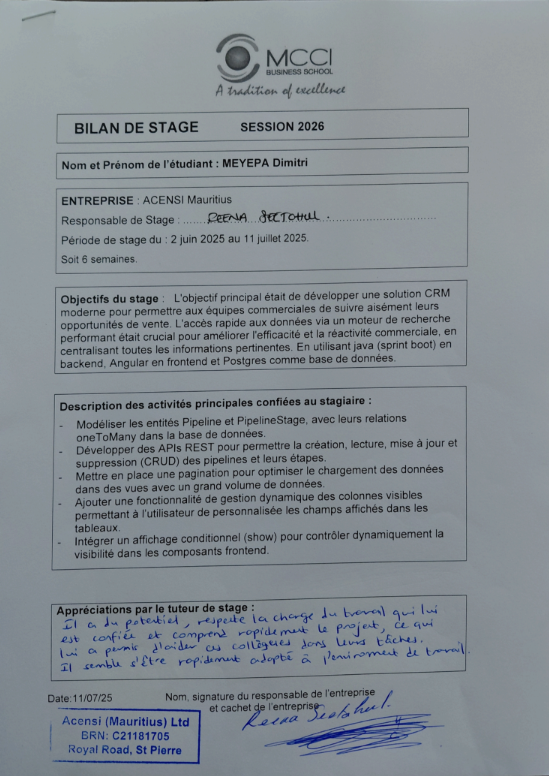 MCCI
BUSINESS SCHOOL
A tradition of excellence
BILAN DE STAGE SESSION 2026
Nom et Prénom de l'étudiant : MEYEPA Dimitri
ENTREPRISE : ACENSI Mauritius
Responsable de Stage : ...... REENA SEETOHUL .............................
Période de stage du : 2 juin 2025 au 11 juillet 2025.
Soit 6 semaines.
Objectifs du stage : L'objectif principal était de développer une solution CRM
moderne pour permettre aux équipes commerciales de suivre aisément leurs
opportunités de vente. L'accès rapide aux données via un moteur de recherche
performant était crucial pour améliorer l'efficacité et la réactivité commerciale, en
centralisant toutes les informations pertinentes. En utilisant java (sprint boot) en
backend, Angular en frontend et Postgres comme base de données.
Description des activités principales confiées au stagiaire :
- Modéliser les entités Pipeline et PipelineStage, avec leurs relations
oneToMany dans la base de données.
- Développer des APIs REST pour permettre la création, lecture, mise à jour et
suppression (CRUD) des pipelines et leurs étapes.
- Mettre en place une pagination pour optimiser le chargement des données
dans des vues avec un grand volume de données.
- Ajouter une fonctionnalité de gestion dynamique des colonnes visibles
permettant à l'utilisateur de personnalisée les champs affichés dans les
tableaux.
- Intégrer un affichage conditionnel (show) pour contrôler dynamiquement la
visibilité dans les composants frontend.
Appréciations par le tuteur de stage :
Il a du potentiel, respecte la charge du travail qui lui
est confiée et comprend rapidement le projet, ce qui
lui a permis d'aider ces collègues dans leurs tâches.
Il semble s'être rapidement adapté à l'enviroment de travail.
Date:11/07/25
Nom, signature du responsable de l'entreprise
et cachet de l'entreprise
Reena Seetohul.
Acensi (Mauritius) Ltd
BRN: C21181705
Royal Road, St Pierre